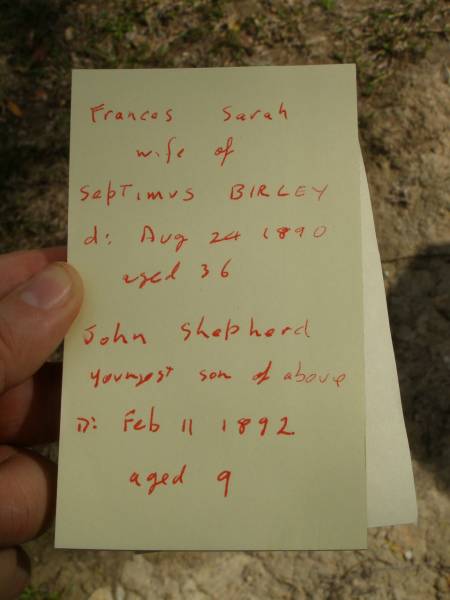 Frances Sarah
wife of
Septimus BIRLEY
d: Aug 24 1890
aged 36
John Shepherd
youngest son of above
D: Feb 11 1892
aged 9